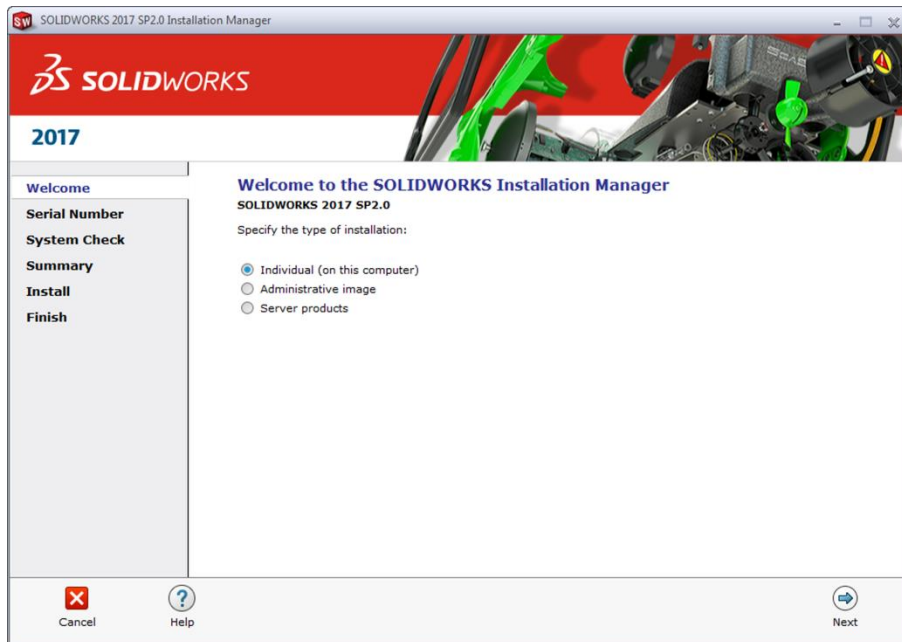 SOLIDWORKS 2017 SP2.0 Installation Manager
SOLIDWORKS
2017
Welcome
Serial Number
System Check
Summary
Install
Finish
Welcome to the SOLIDWORKS Installation Manager
SOLIDWORKS 2017 SP2.0
Specify the type of installation:
Individual (on this computer)
Administrative image
Server products
Cancel
Help
Next